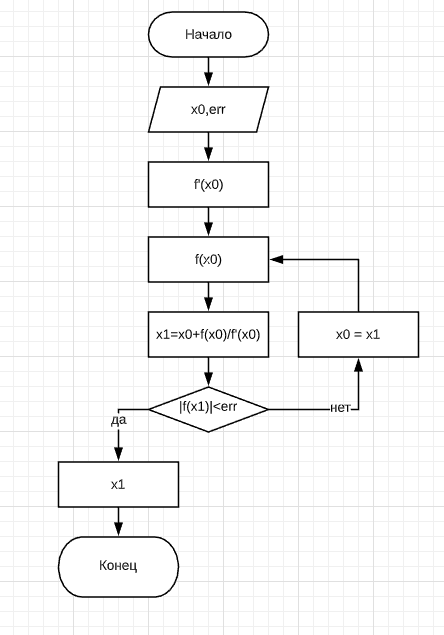 Начало
x0,err
f'(x0)
f(x0)
x1=x0+f(x0)/f'(x0)
x0 = x1
|f(x1)|<err
нет
да
x1
Конец